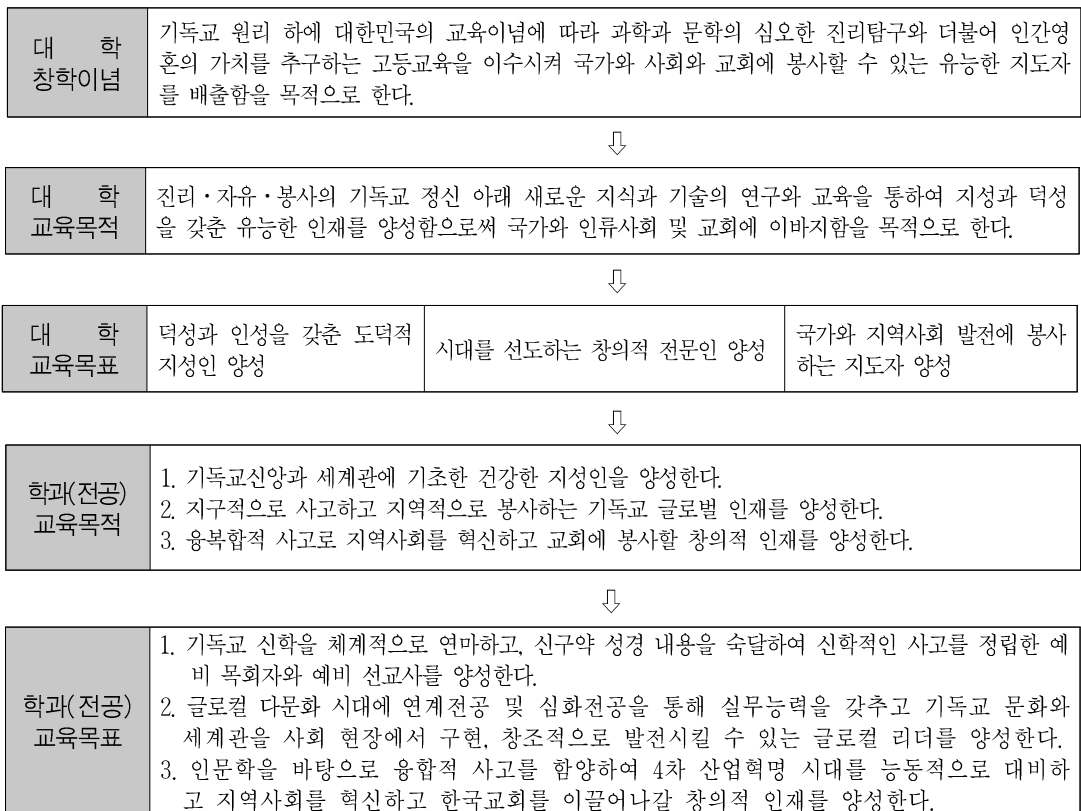 대 학
창학이념
기독교 원리 하에 대한민국의 교육이념에 따라 과학과 문학의 심오한 진리탐구와 더불어 인간영
혼의 가치를 추구하는 고등교육을 이수시켜 국가와 사회와 교회에 봉사할 수 있는 유능한 지도자
를 배출함을 목적으로 한다.
⇩
대 학
교육목적
진리·자유·봉사의 기독교 정신 아래 새로운 지식과 기술의 연구와 교육을 통하여 지성과 덕성
을 갖춘 유능한 인재를 양성함으로써 국가와 인류사회 및 교회에 이바지함을 목적으로 한다.
⇩
대 학
교육목표
덕성과 인성을 갖춘 도덕적
지성인 양성
시대를 선도하는 창의적 전문인 양성
국가와 지역사회 발전에 봉사
하는 지도자 양성
⇩
학과(전공)
교육목적
1. 기독교신앙과 세계관에 기초한 건강한 지성인을 양성한다.
2. 지구적으로 사고하고 지역적으로 봉사하는 기독교 글로벌 인재를 양성한다.
3. 융복합적 사고로 지역사회를 혁신하고 교회에 봉사할 창의적 인재를 양성한다.
⇩
학과(전공)
교육목표
1. 기독교 신학을 체계적으로 연마하고, 신구약 성경 내용을 숙달하여 신학적인 사고를 정립한 예
비 목회자와 예비 선교사를 양성한다.
2. 글로컬 다문화 시대에 연계전공 및 심화전공을 통해 실무능력을 갖추고 기독교 문화와
세계관을 사회 현장에서 구현, 창조적으로 발전시킬 수 있는 글로컬 리더를 양성한다.
3. 인문학을 바탕으로 융합적 사고를 함양하여 4차 산업혁명 시대를 능동적으로 대비하
고 지역사회를 혁신하고 한국교회를 이끌어나갈 창의적 인재를 양성한다.